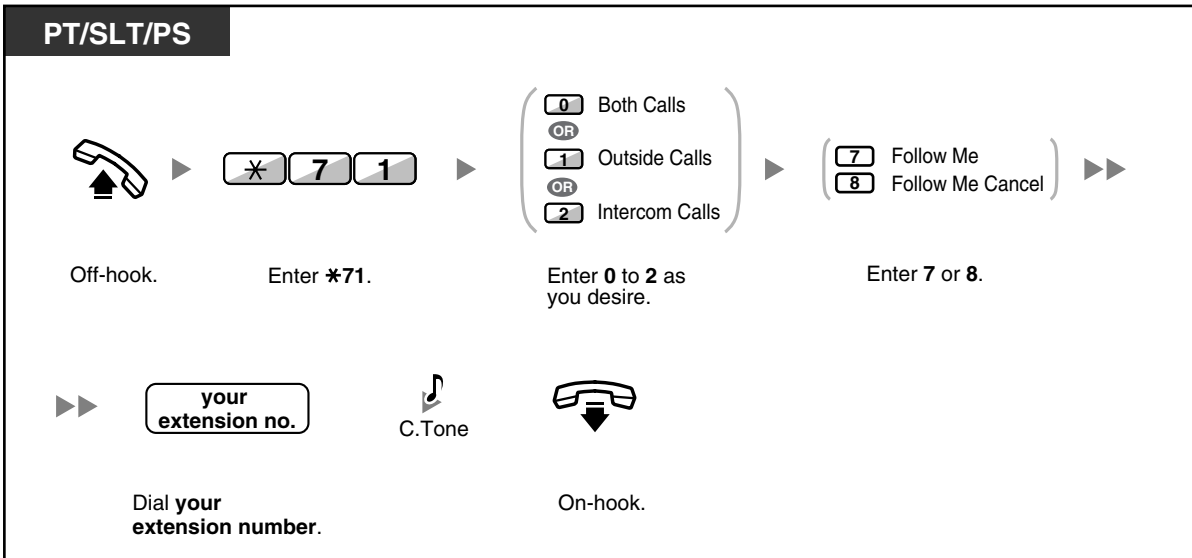 PT/SLT/PS
0 Both Calls
OR
1 Outside Calls
OR
2 Intercom Calls
7 Follow Me
8 Follow Me Cancel
* 7 1
Off-hook.
Enter *71.
Enter 0 to 2 as
you desire.
Enter 7 or 8.
your
extension no.
C.Tone
Dial your
extension number.
On-hook.